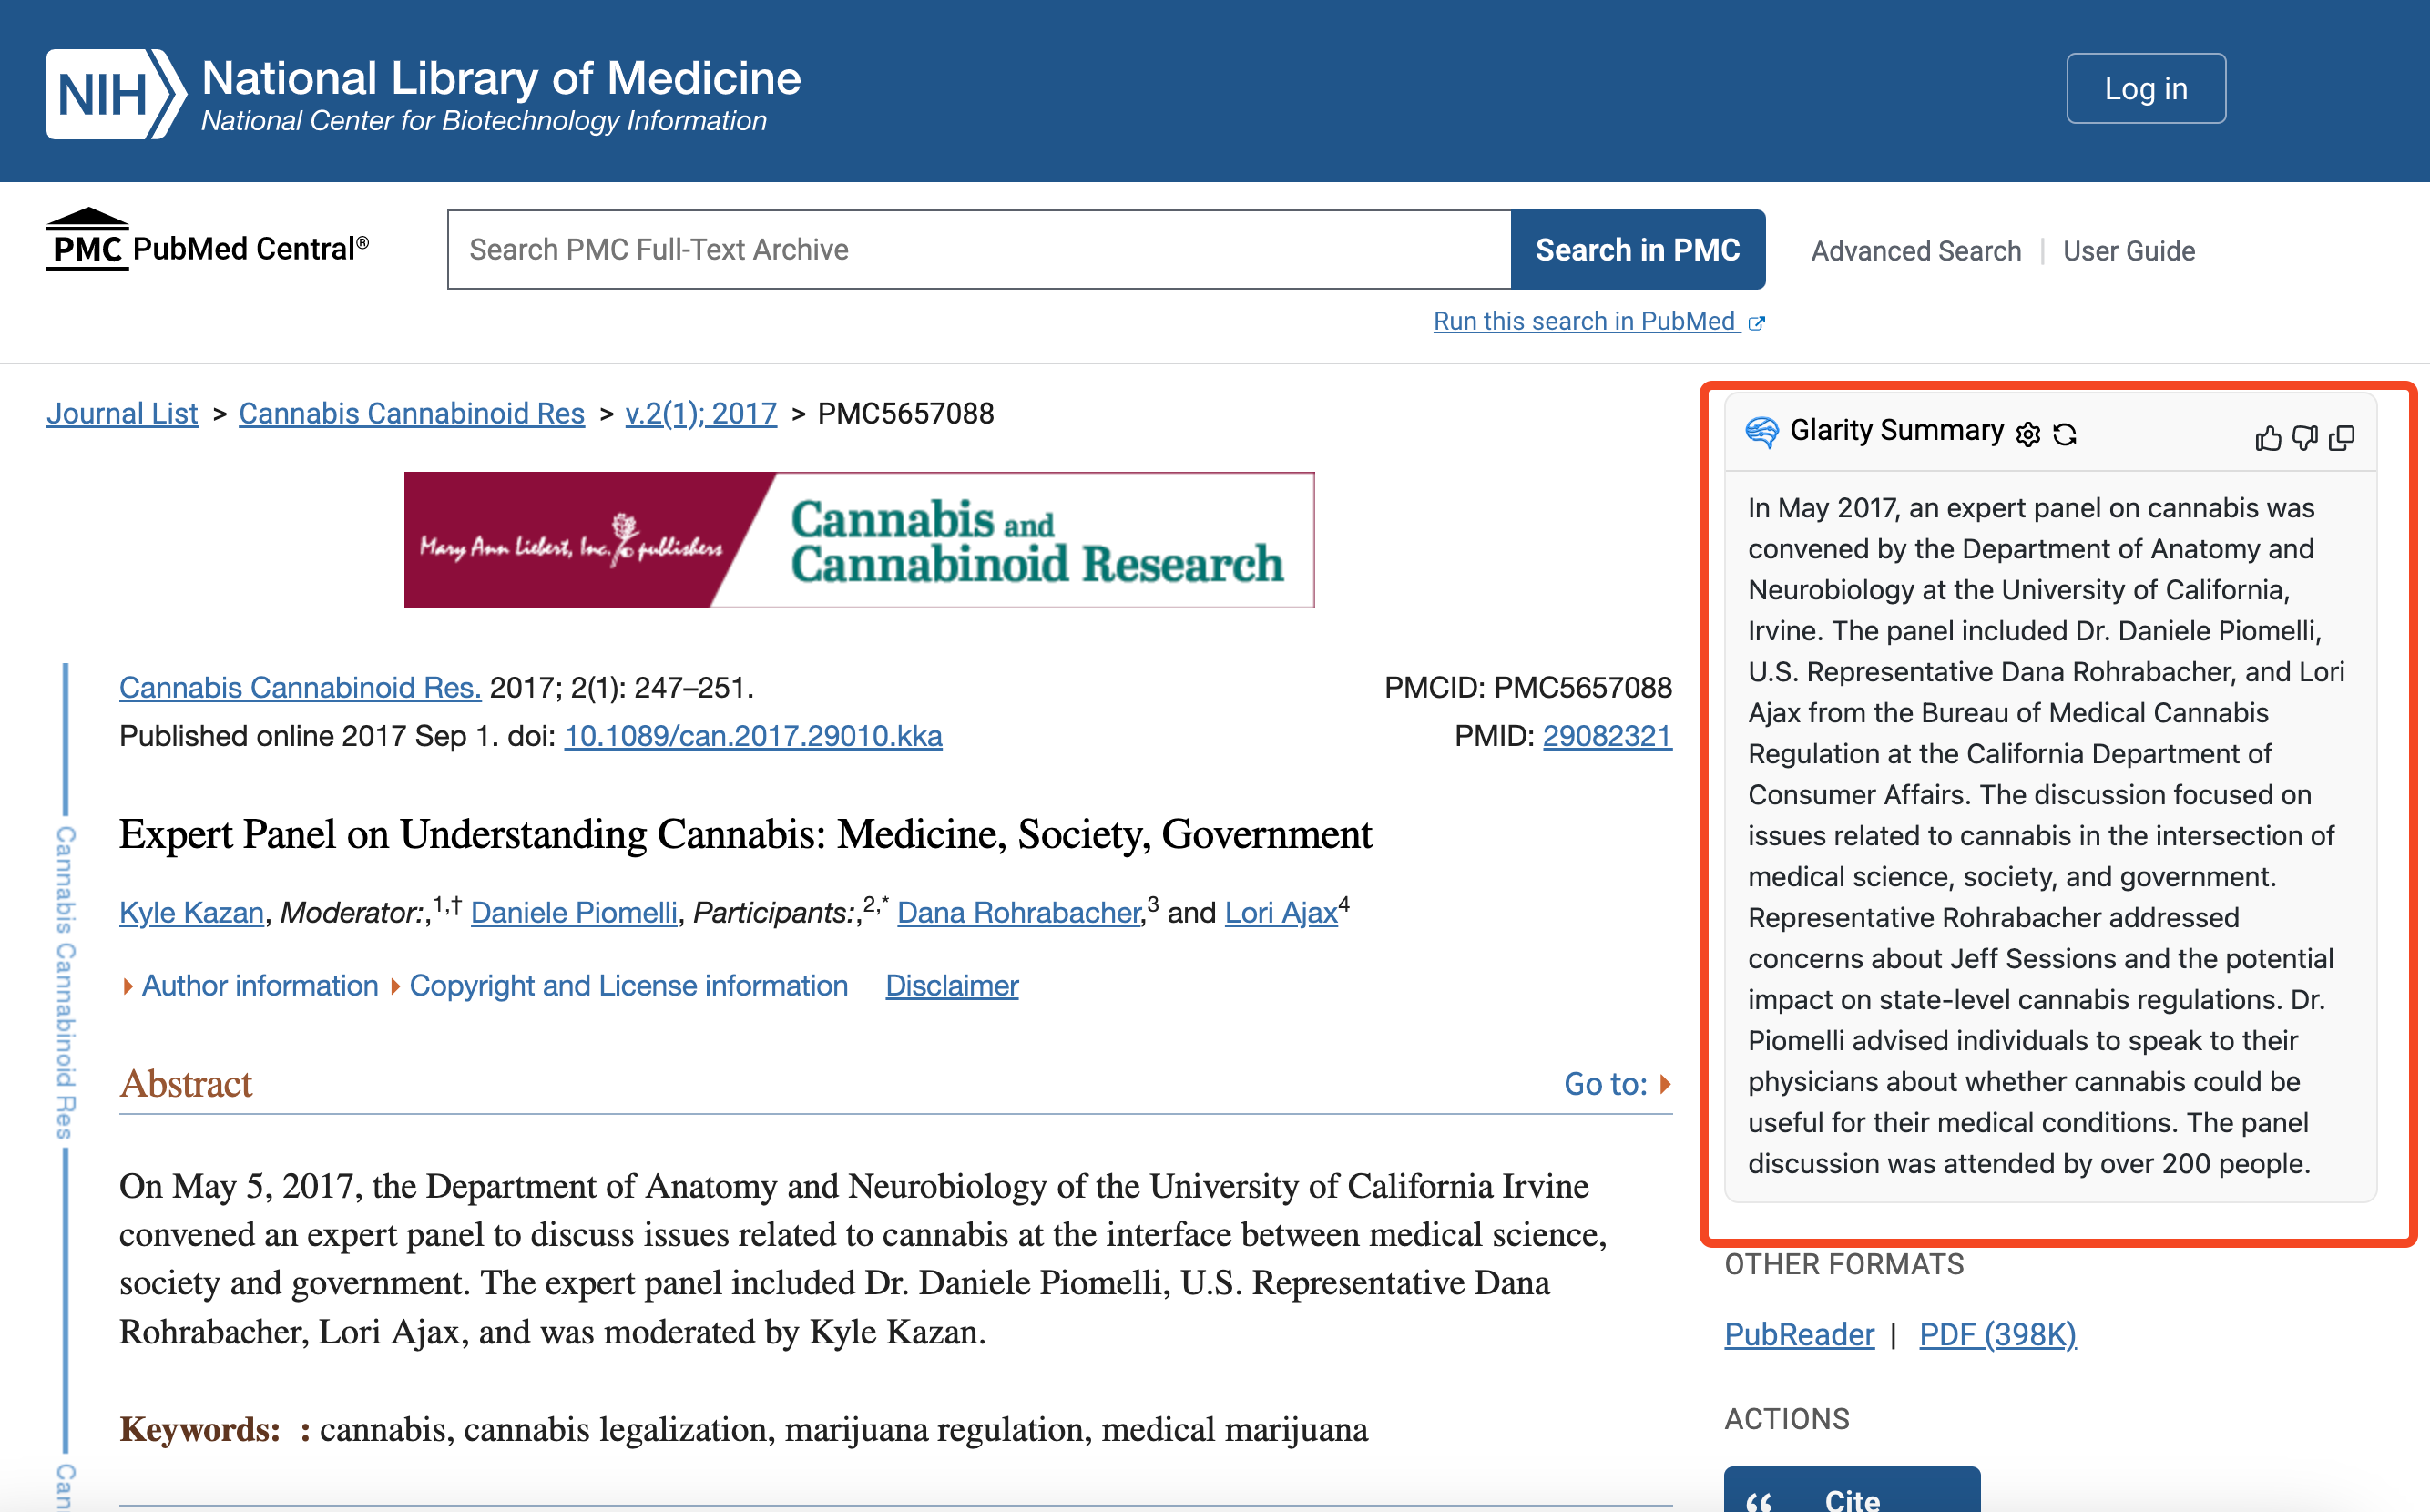 NIH National Library of Medicine
National Center for Biotechnology Information
Log in
PMC PubMed Central®
Search PMC Full-Text Archive
Search in PMC
Advanced Search | User Guide
Run this search in PubMed
Journal List > Cannabis Cannabinoid Res > v.2(1); 2017 > PMC5657088
Mary Ann Liebert, Inc. publishers
Cannabis and
Cannabinoid Research
Cannabis Cannabinoid Res
Can
Cannabis Cannabinoid Res. 2017; 2(1): 247–251.
PMCID: PMC5657088
Published online 2017 Sep 1. doi: 10.1089/can.2017.29010.kka
PMID: 29082321
Expert Panel on Understanding Cannabis: Medicine, Society, Government
Kyle Kazan, Moderator:,1,† Daniele Piomelli, Participants:,2,* Dana Rohrabacher,3 and Lori Ajax4
Author information Copyright and License information Disclaimer
Abstract
Go to:
On May 5, 2017, the Department of Anatomy and Neurobiology of the University of California Irvine
convened an expert panel to discuss issues related to cannabis at the interface between medical science,
society and government. The expert panel included Dr. Daniele Piomelli, U.S. Representative Dana
Rohrabacher, Lori Ajax, and was moderated by Kyle Kazan.
Keywords: : cannabis, cannabis legalization, marijuana regulation, medical marijuana
Glarity Summary
In May 2017, an expert panel on cannabis was
convened by the Department of Anatomy and
Neurobiology at the University of California,
Irvine. The panel included Dr. Daniele Piomelli,
U.S. Representative Dana Rohrabacher, and Lori
Ajax from the Bureau of Medical Cannabis
Regulation at the California Department of
Consumer Affairs. The discussion focused on
issues related to cannabis in the intersection of
medical science, society, and government.
Representative Rohrabacher addressed
concerns about Jeff Sessions and the potential
impact on state-level cannabis regulations. Dr.
Piomelli advised individuals to speak to their
physicians about whether cannabis could be
useful for their medical conditions. The panel
discussion was attended by over 200 people.
OTHER FORMATS
PubReader | PDF (398K)
ACTIONS
Cite